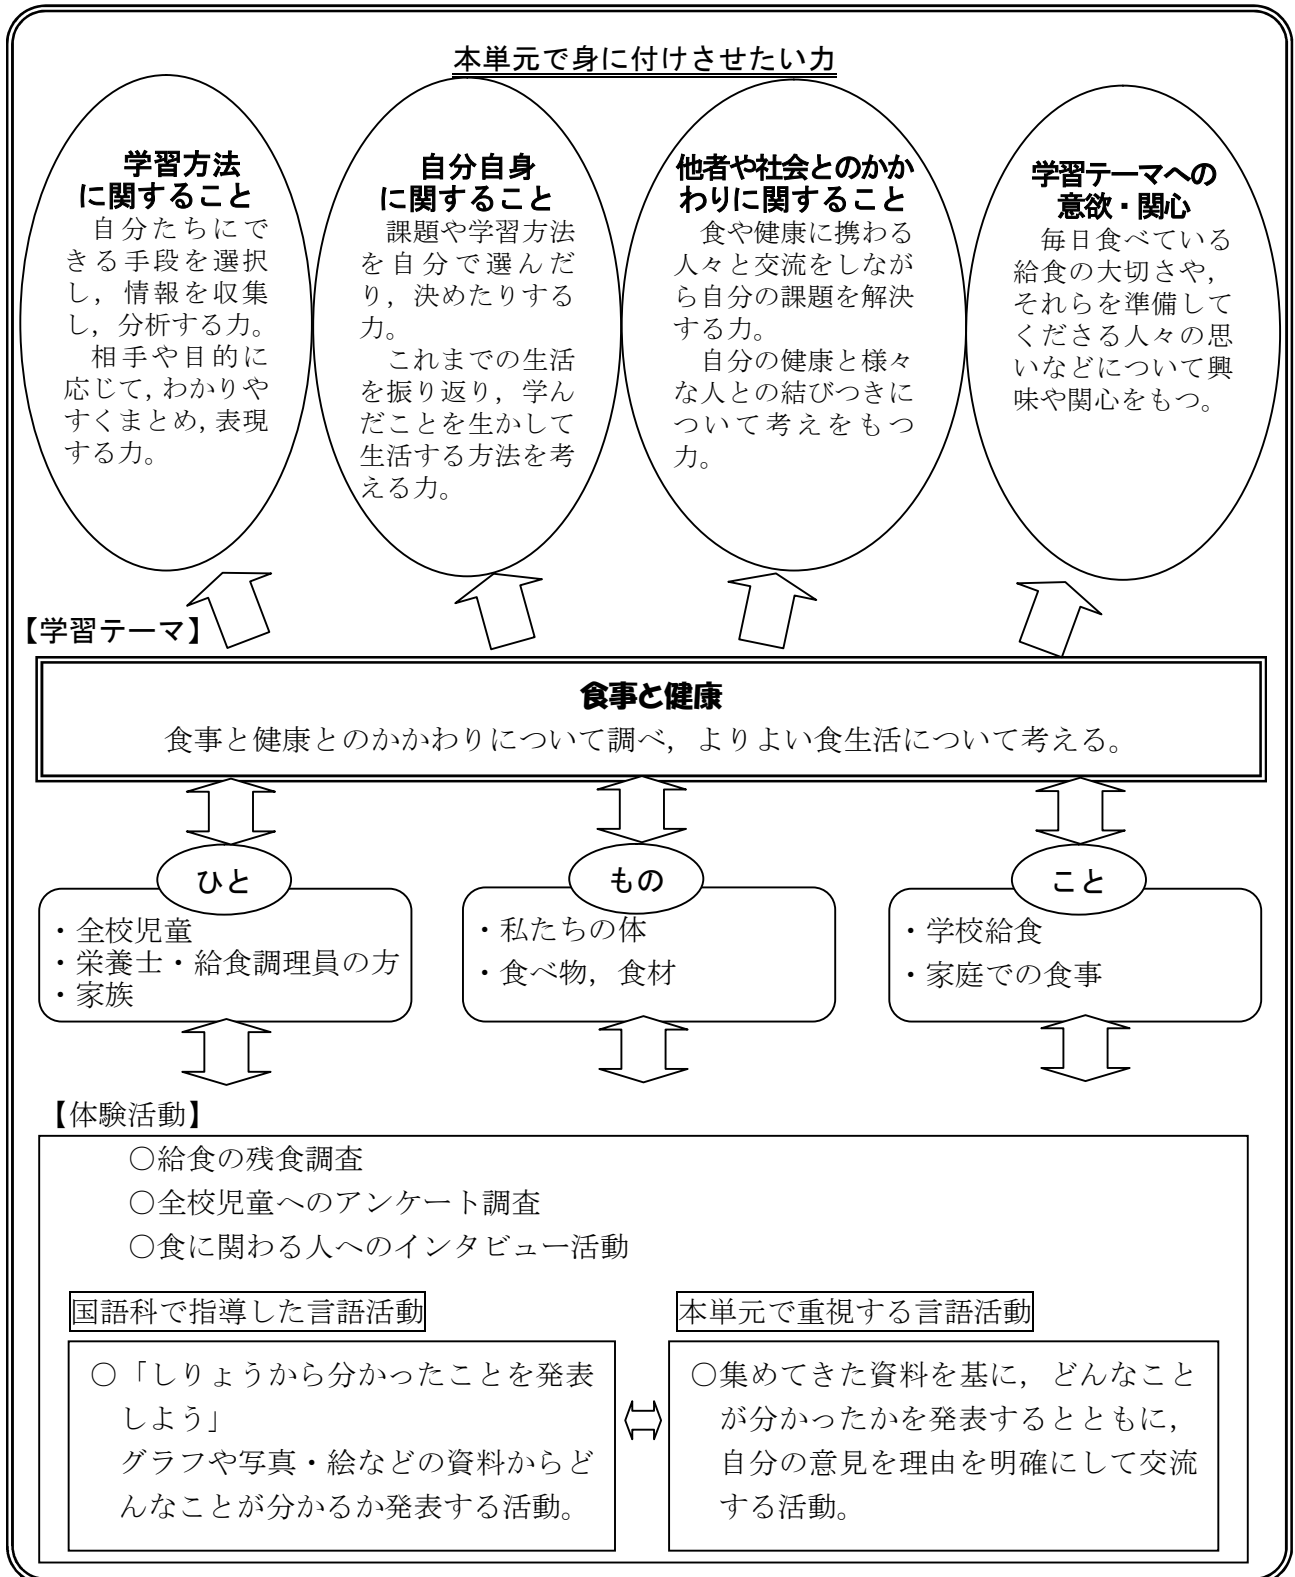 本単元で身に付けさせたい力
学習方法
に関すること
自分たちにで
きる手段を選択
し，情報を収集
し，分析する力。
相手や目的に
応じて，わかりや
すくまとめ，表現
する力。
自分自身
に関すること
課題や学習方法
を自分で選んだ
り，決めたりする
力。
これまでの生活
を振り返り，学ん
だことを生かして
生活する方法を考
える力。
他者や社会とのかか
わりに関すること
食や健康に携わる
人々と交流をしなが
ら自分の課題を解決
する力。
自分の健康と様々
な人との結びつきに
ついて考えをもつ
力。
学習テーマへの
意欲・関心
毎日食べている
給食の大切さや，
それらを準備して
くださる人々の思
いなどについて興
味や関心をもつ。
【学習テーマ】
食事と健康
食事と健康とのかかわりについて調べ，よりよい食生活について考える。
ひと
・全校児童
・栄養士・給食調理員の方
・家族
もの
・私たちの体
・食べ物，食材
こと
・学校給食
・家庭での食事
【体験活動】
○給食の残食調査
○全校児童へのアンケート調査
○食に関わる人へのインタビュー活動
国語科で指導した言語活動
○「しりょうから分かったことを発表
しよう」
グラフや写真・絵などの資料からど
んなことが分かるか発表する活動。
本単元で重視する言語活動
○集めてきた資料を基に，どんなこと
が分かったかを発表するとともに，
自分の意見を理由を明確にして交流
する活動。